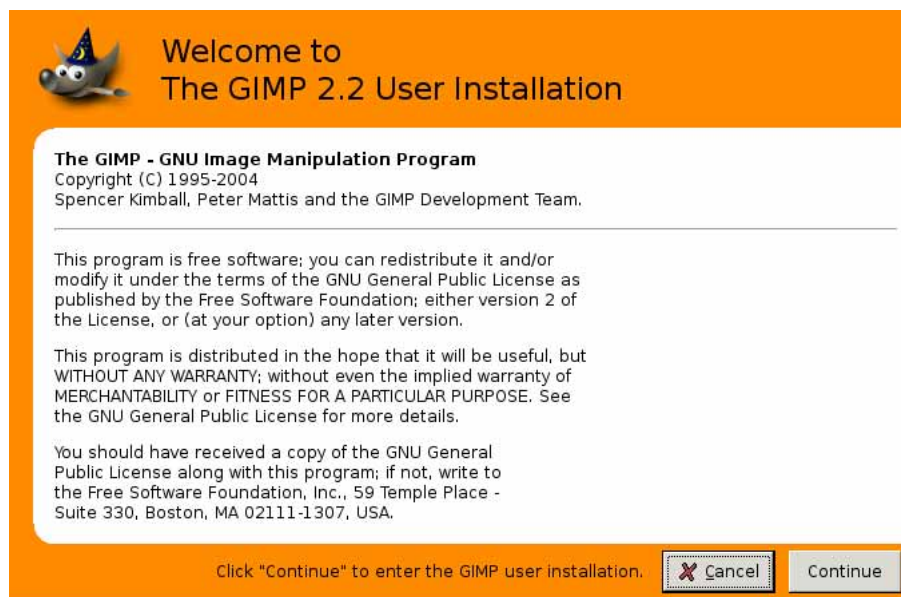 Welcome to
The GIMP 2.2 User Installation
The GIMP - GNU Image Manipulation Program
Copyright (C) 1995-2004
Spencer Kimball, Peter Mattis and the GIMP Development Team.
This program is free software; you can redistribute it and/or
modify it under the terms of the GNU General Public License as
published by the Free Software Foundation; either version 2 of
the License, or (at your option) any later version.
This program is distributed in the hope that it will be useful, but
WITHOUT ANY WARRANTY; without even the implied warranty of
MERCHANTABILITY or FITNESS FOR A PARTICULAR PURPOSE. See
the GNU General Public License for more details.
You should have received a copy of the GNU General
Public License along with this program; if not, write to
the Free Software Foundation, Inc., 59 Temple Place -
Suite 330, Boston, MA 02111-1307, USA.
Click "Continue" to enter the GIMP user installation.
Cancel
Continue